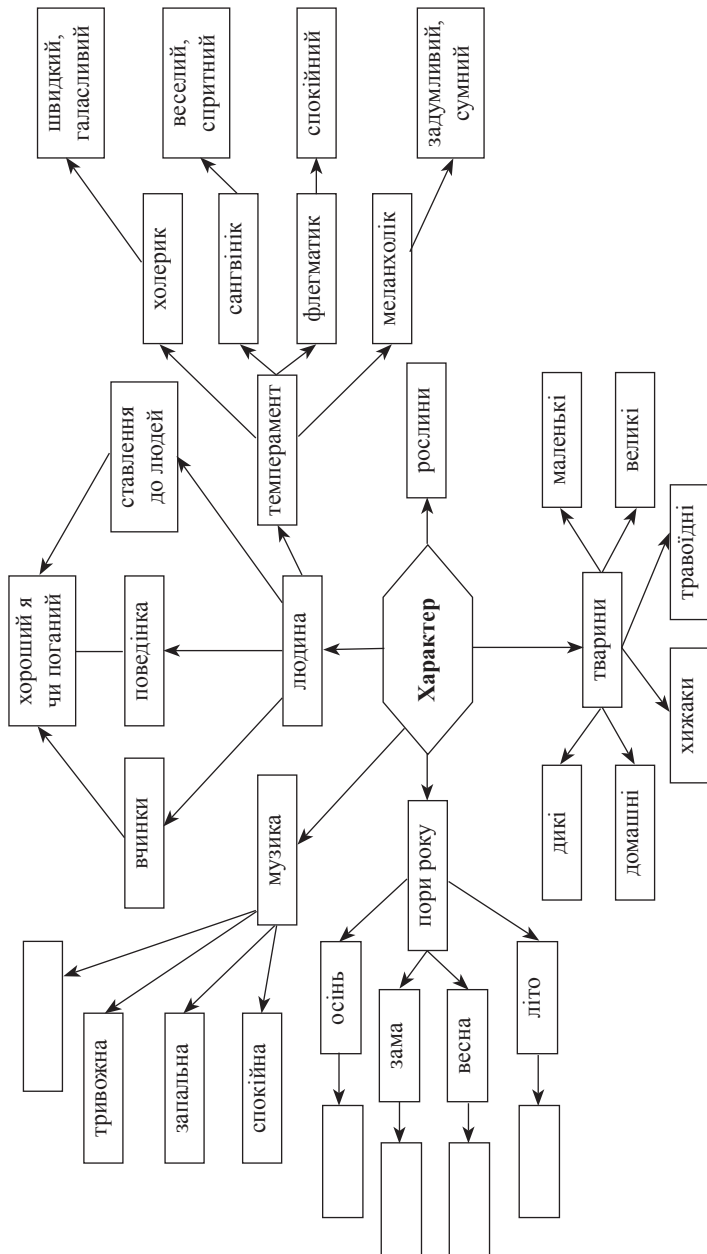 швидкий,
галасливий
веселий,
спритний
спокійний
задумливий,
сумний
холерик
сангвінік
флегматик
меланхолік
ставлення
до людей
темперамент
рослини
маленькі
великі
хороший я
чи поганий
поведінка
людина
Характер
тварини
травоїдні
хижаки
вчинки
музика
пори року
дикі
домашні
тривожна
запальна
спокійна
осінь
зама
весна
літо